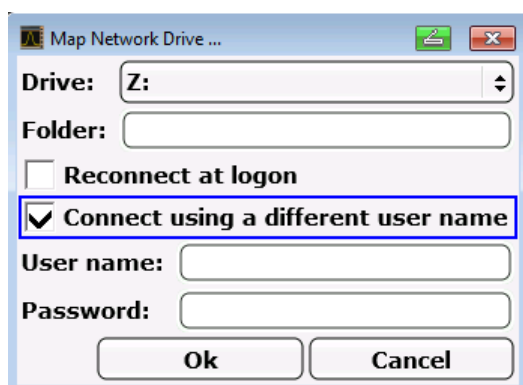 Map Network Drive ...
Drive: Z:
Folder:
Reconnect at logon
Connect using a different user name
User name:
Password:
Ok Cancel